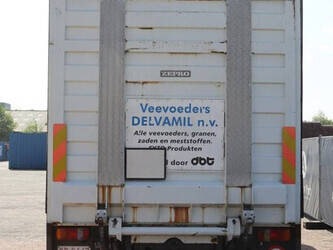 ZEPRO
Veevoeders
DELVAMIL n.v.
Alle veevoeders, granen,
zaden en meststoffen.
Produkten
door dbt